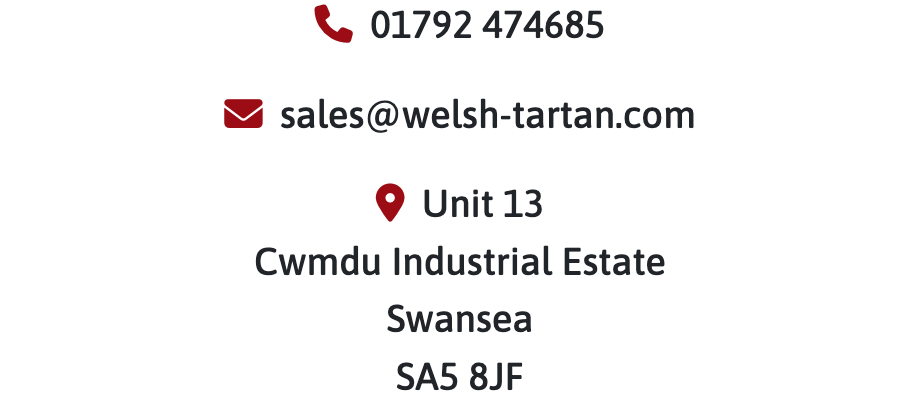 01792 474685
sales@welsh-tartan.com
Unit 13
Cwmdu Industrial Estate
Swansea
SA5 8JF